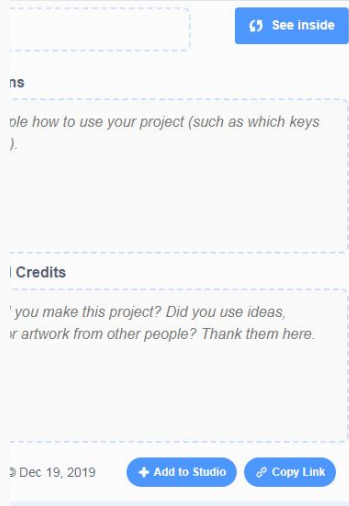 See inside
ns
ple how to use your project (such as which keys
).
Credits
you make this project? Did you use ideas,
or artwork from other people? Thank them here.
© Dec 19, 2019
Add to Studio
Copy Link